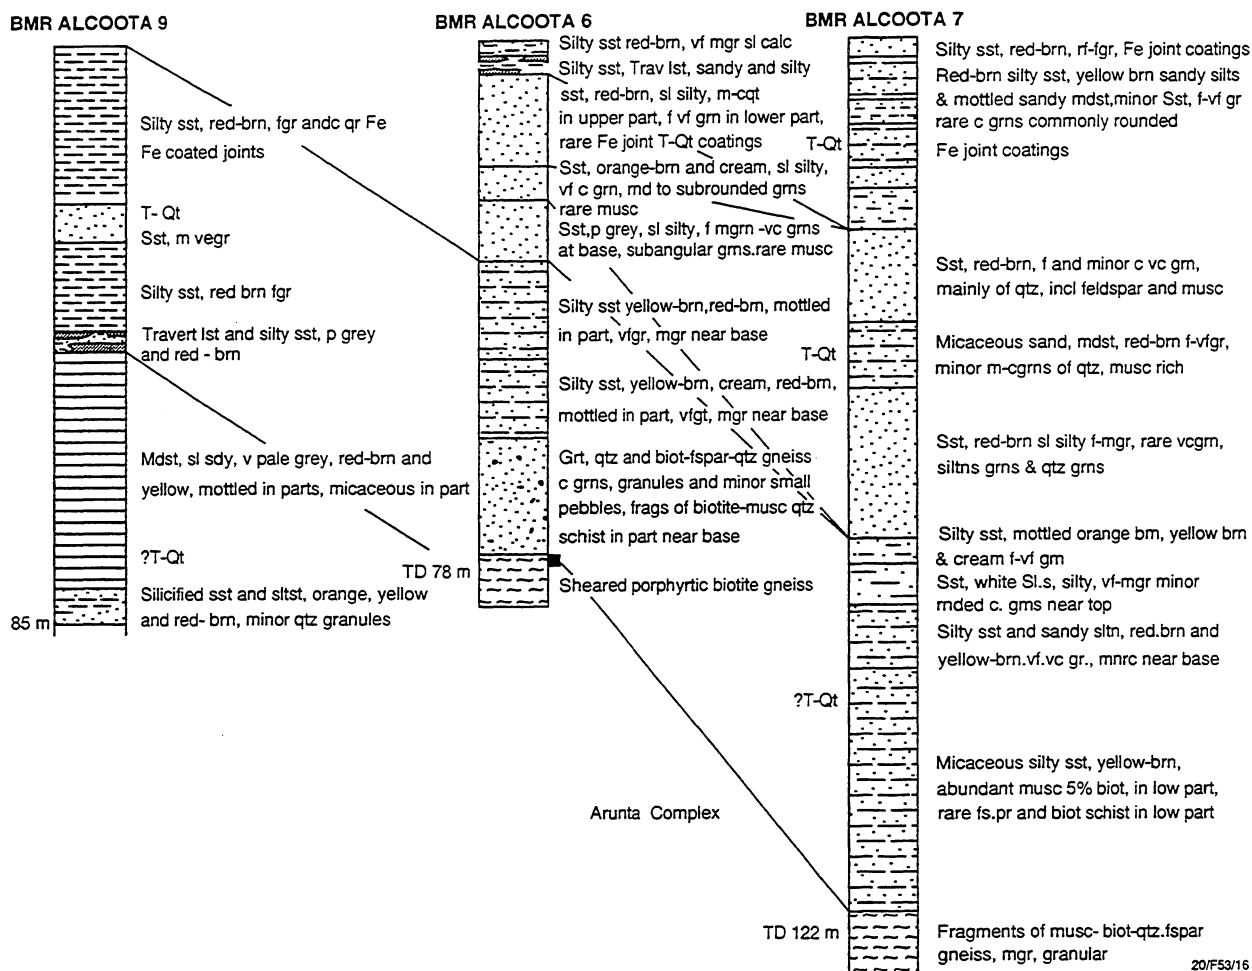 BMR ALCOOTA 9
Silty sst, red-brn, fgr andc qr Fe
Fe coated joints
T- Qt
Sst, m vegr
Silty sst, red brn fgr
Travert lst and silty sst, p grey
and red - brn
Mdst, sl sdy, v pale grey, red-brn and
yellow, mottled in parts, micaceous in part
?T-Qt
Silicified sst and sltst, orange, yellow
and red- brn, minor qtz granules
85 m
BMR ALCOOTA 6
Silty sst red-brn, vf mgr sl calc
Silty sst, Trav lst, sandy and silty
sst, red-brn, sl silty, m-cqt
in upper part, f vf grn in lower part,
rare Fe joint T-Qt coatings
Sst, orange-brn and cream, sl silty,
vf c grn, rnd to subrounded grns
rare musc
Sst,p grey, sl silty, f mgrn -vc grns
at base, subangular grns.rare musc
Silty sst yellow-brn,red-brn, mottled
in part, vfgr, mgr near base
Silty sst, yellow-brn, cream, red-brn,
mottled in part, vfgt, mgr near base
Grt, qtz and biot-fspar-qtz gneiss
c grns, granules and minor small
pebbles, frags of biotite-musc qtz
schist in part near base
TD 78 m
Sheared porphyrtic biotite gneiss
Arunta Complex
BMR ALCOOTA 7
Silty sst, red-brn, rf-fgr, Fe joint coatings
Red-brn silty sst, yellow brn sandy silts
& mottled sandy mdst,minor Sst, f-vf gr
rare c grns commonly rounded
T-Qt
Fe joint coatings
Sst, red-brn, f and minor c vc grn,
mainly of qtz, incl feldspar and musc
T-Qt
Micaceous sand, mdst, red-brn f-vfgr,
minor m-cgrns of qtz, musc rich
Sst, red-brn sl silty f-mgr, rare vcgrn,
siltns grns & qtz grns
Silty sst, mottled orange brn, yellow brn
& cream f-vf grn
Sst, white Sl.s, silty, vf-mgr minor
rnded c. grns near top
Silty sst and sandy sltn, red.brn and
yellow-brn.vf.vc gr., mnrc near base
?T-Qt
Micaceous silty sst, yellow-brn,
abundant musc 5% biot, in low part,
rare fs.pr and biot schist in low part
TD 122 m
Fragments of musc- biot-qtz.fspar
gneiss, mgr, granular
20/F53/16